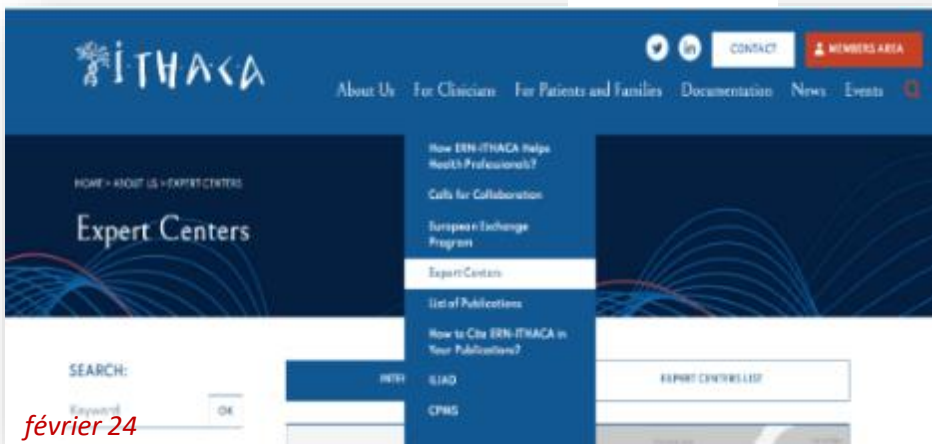 ITHACA
CONTACT
MEMBERS AREA
About Us For Clinicians For Patients and Families Documentation News Events
How ERN-ITHACA Helps
Health Professionals?
Calls for Collaboration
European Exchange
Program
Expert Centers
List of Publications
How to Cite ERN-ITHACA in
Your Publications?
ILIAD
CPMS
HOME > ABOUT US > EXPERT CENTERS
Expert Centers
SEARCH:
Keyword
OK
EXPERT CENTERS LIST
février 24